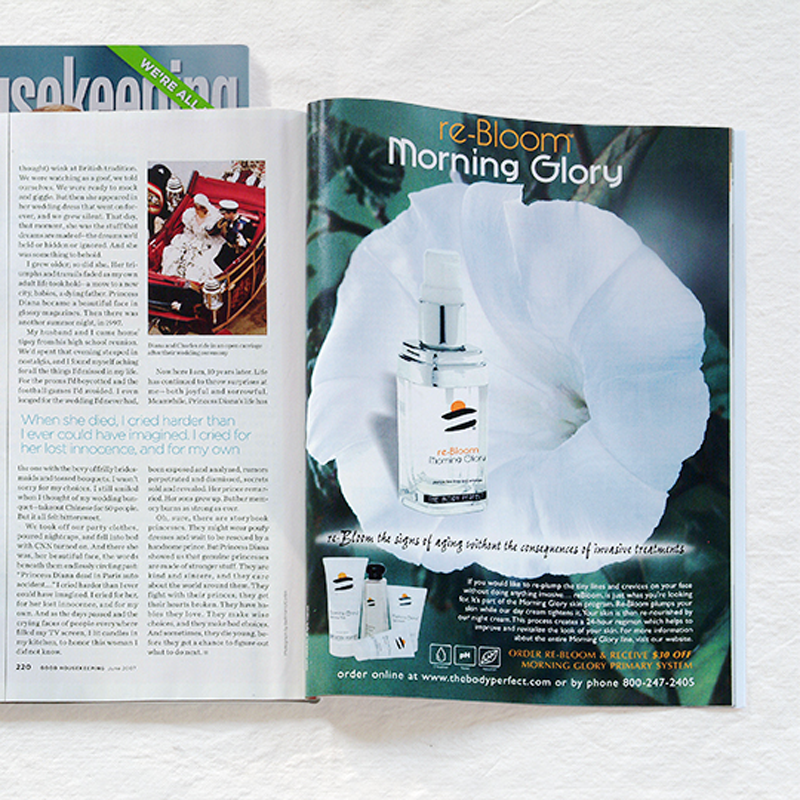 usekeeping
WE'RE ALL
thought) wink at British tradition.
We were watching as a goof, we told
ourselves. We were ready to mock
and giggle. But then she appeared in
her wedding dress that went on for-
ever, and we grew silent. That day,
that moment, she was the stuff that
dreams are made of—the dreams we'd
held or hidden or ignored. And she
was something to behold.
I grew older, so did she. Her tri-
umphs and travails faded as my own
adult life took hold—a move to a new
city, babies, a dying father. Princess
Diana became a beautiful face in
glossy magazines. Then there was
another summer night, in 1997.
My husband and I came home
tipsy from his high school reunion.
We'd spent that evening steeped in
nostalgia, and I found myself aching
for all the things I'd missed in my life.
For the proms I'd boycotted and the
football games I'd avoided. I even
longed for the wedding I'd never had,
Diana and Charles ride in an open carriage
after their wedding ceremony
Now here I am, 10 years later. Life
has continued to throw surprises at
me—both joyful and sorrowful.
Meanwhile, Princess Diana's life has
When she died, I cried harder than
I ever could have imagined. I cried for
her lost innocence, and for my own
the one with the bevy of frilly brides-
maids and tossed bouquets. I wasn't
sorry for my choices. I still smiled
when I thought of my wedding ban-
quet—takeout Chinese for 60 people.
But it all felt bittersweet.
We took off our party clothes,
poured nightcaps, and fell into bed
with CNN turned on. And there she
was, her beautiful face, the words
beneath them endlessly circling past:
"Princess Diana dead in Paris auto
accident...." I cried harder than I ever
could have imagined. I cried for her,
for her lost innocence, and for my
own. And as the days passed and the
crying faces of people everywhere
filled my TV screen, I lit candles in
my kitchen, to honor this woman I
did not know.
been exposed and analyzed, rumors
perpetrated and dismissed, secrets
sold and revealed. Her prince remar-
ried. Her sons grew up. But her mem-
ory burns as strong as ever.
Oh, sure, there are storybook
princesses. They might wear poufy
dresses and wait to be rescued by a
handsome prince. But Princess Diana
showed us that genuine princesses
are made of stronger stuff. They are
kind and sincere, and they care
about the world around them. They
fight with their princes; they get
their hearts broken. They have ba-
bies they love. They make wise
choices, and they make bad choices.
And sometimes, they die young, be-
fore they got a chance to figure out
what to do next.
220 GOOD HOUSEKEEPING June 2007
re-Bloom™
Morning Glory
re-Bloom
Morning Glory
THE BODY PERFECT
re-Bloom the signs of aging without the consequences of invasive treatments
If you would like to re-plump the tiny lines and crevices on your face
without doing anything invasive... reBloom, is just what you're looking
for. It's part of the Morning Glory skin program. Re-Bloom plumps your
skin while our day cream tightens it. Your skin is then re-nourished by
our night cream. This process creates a 24-hour regimen which helps to
improve and revitalize the look of your skin. For more information
about the entire Morning Glory line, visit our website.
pH
ORDER RE-BLOOM & RECEIVE $30 OFF
MORNING GLORY PRIMARY SYSTEM
order online at www.thebodyperfect.com or by phone 800-247-2405